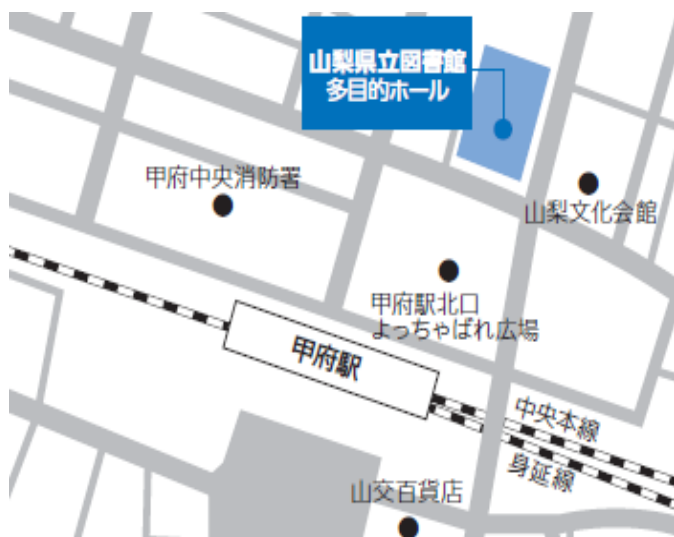 山梨県立図書館
多目的ホール
甲府中央消防署
山梨文化会館
甲府駅北口
よっちゃばれ広場
甲府駅
中央本線
身延線
山交百貨店